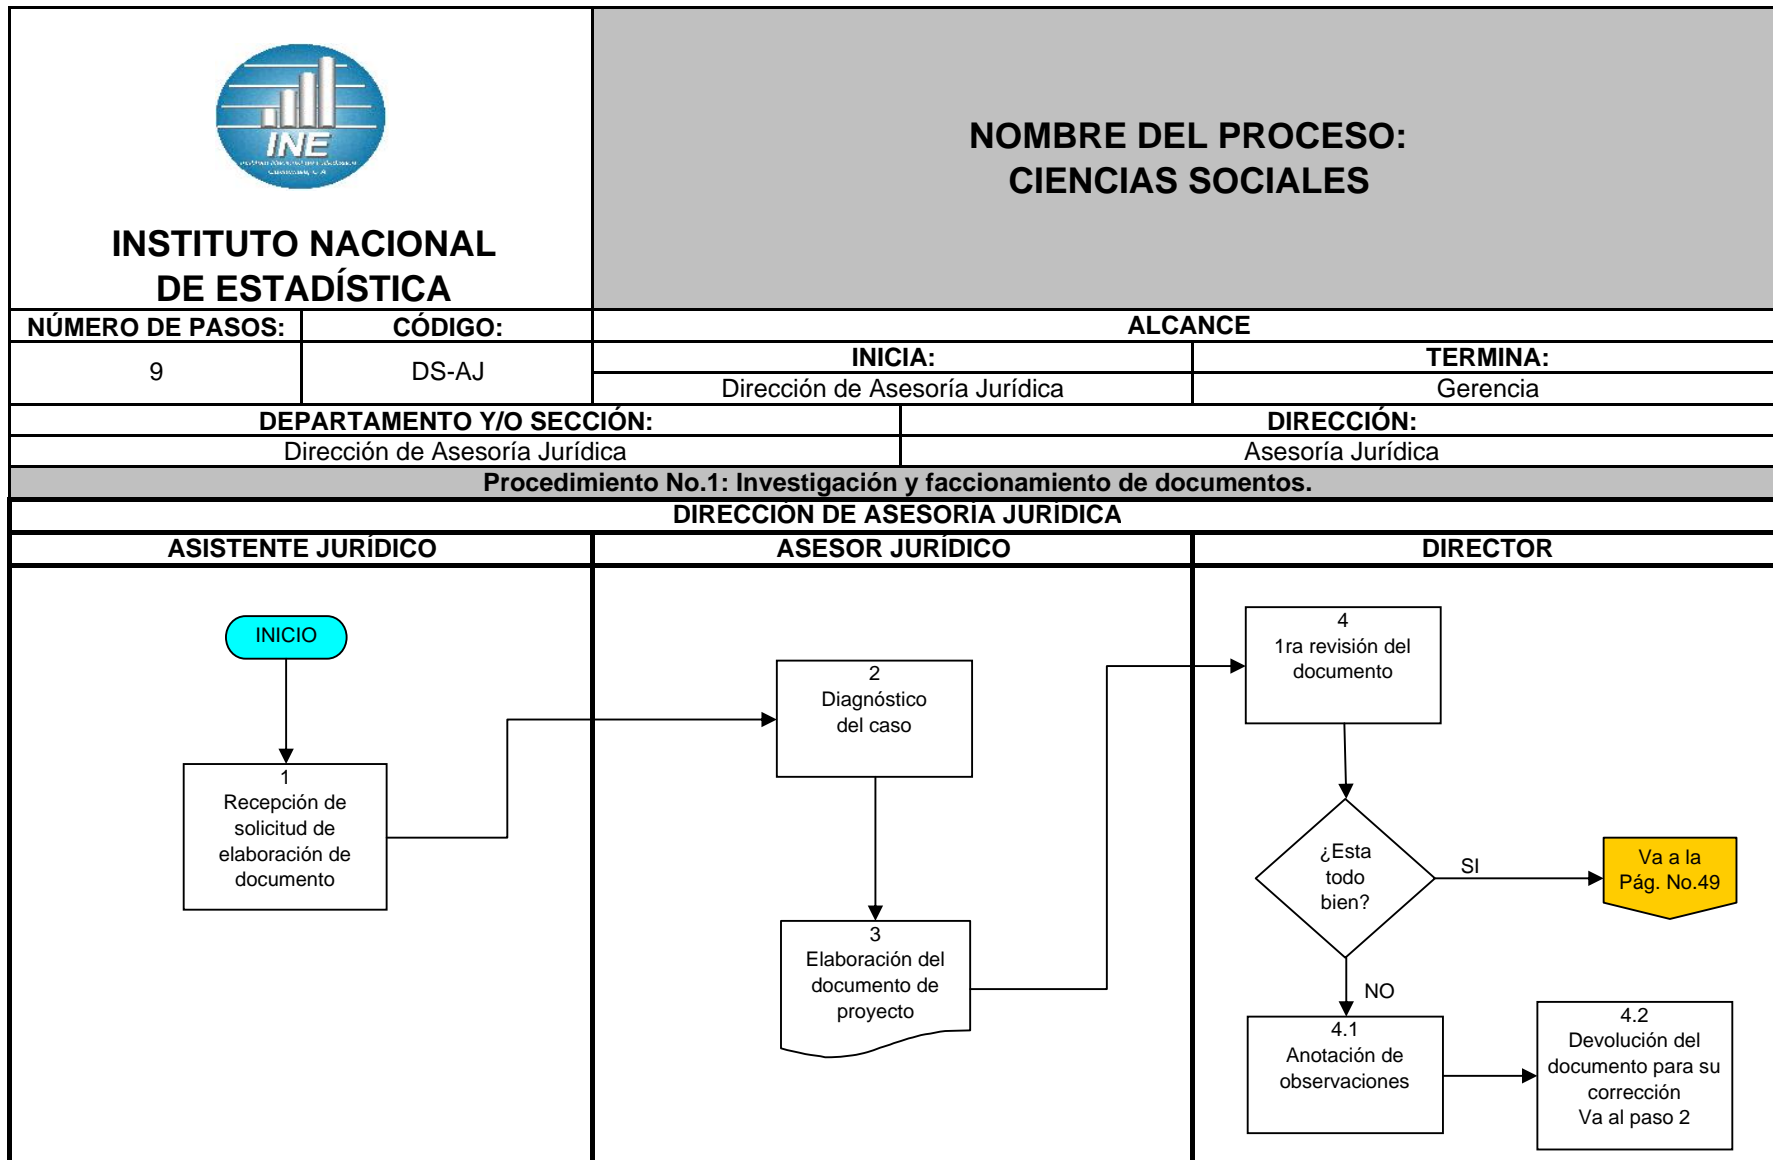 INE
Guatemala, C.A.
INSTITUTO NACIONAL
DE ESTADÍSTICA
NOMBRE DEL PROCESO:
CIENCIAS SOCIALES
NÚMERO DE PASOS:
CÓDIGO:
ALCANCE
9
DS-AJ
INICIA:
TERMINA:
Dirección de Asesoría Jurídica
Gerencia
DEPARTAMENTO Y/O SECCIÓN:
DIRECCIÓN:
Dirección de Asesoría Jurídica
Asesoría Jurídica
Procedimiento No.1: Investigación y faccionamiento de documentos.
DIRECCIÓN DE ASESORÍA JURÍDICA
ASISTENTE JURÍDICO
ASESOR JURÍDICO
DIRECTOR
INICIO
1
Recepción de
solicitud de
elaboración de
documento
2
Diagnóstico
del caso
3
Elaboración del
documento de
proyecto
4
1ra revisión del
documento
¿Esta
todo
bien?
SI
Va a la
Pág. No.49
NO
4.1
Anotación de
observaciones
4.2
Devolución del
documento para su
corrección
Va al paso 2